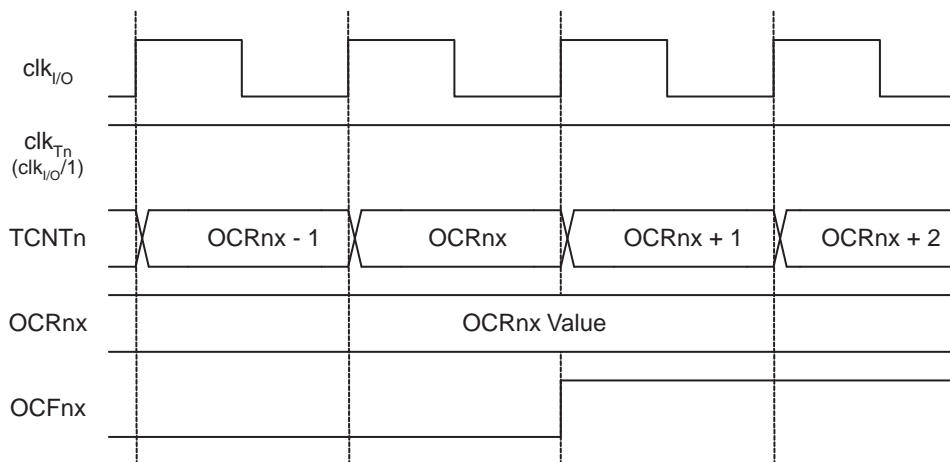 clkI/O
clkTn
(clkI/O/1)
TCNTn
OCRnx - 1 OCRnx OCRnx + 1 OCRnx + 2
OCRnx
OCRnx Value
OCFnx